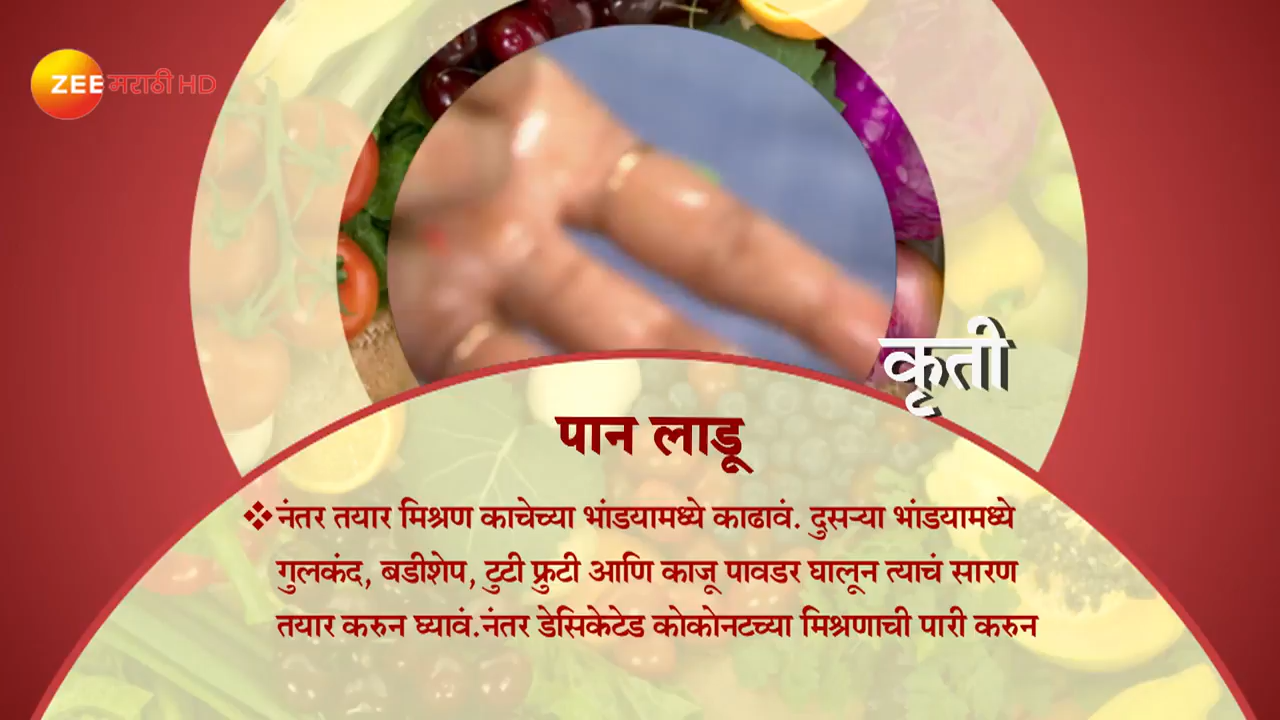 ZEE मराठी HD
कृती
पान लाडू
❖नंतर तयार मिश्रण काचेच्या भांडयामध्ये काढावं. दुसऱ्या भांडयामध्ये
गुलकंद, बडीशेप, टुटी फ्रुटी आणि काजू पावडर घालून त्याचं सारण
तयार करुन घ्यावं.नंतर डेसिकेटेड कोकोनटच्या मिश्रणाची पारी करुन